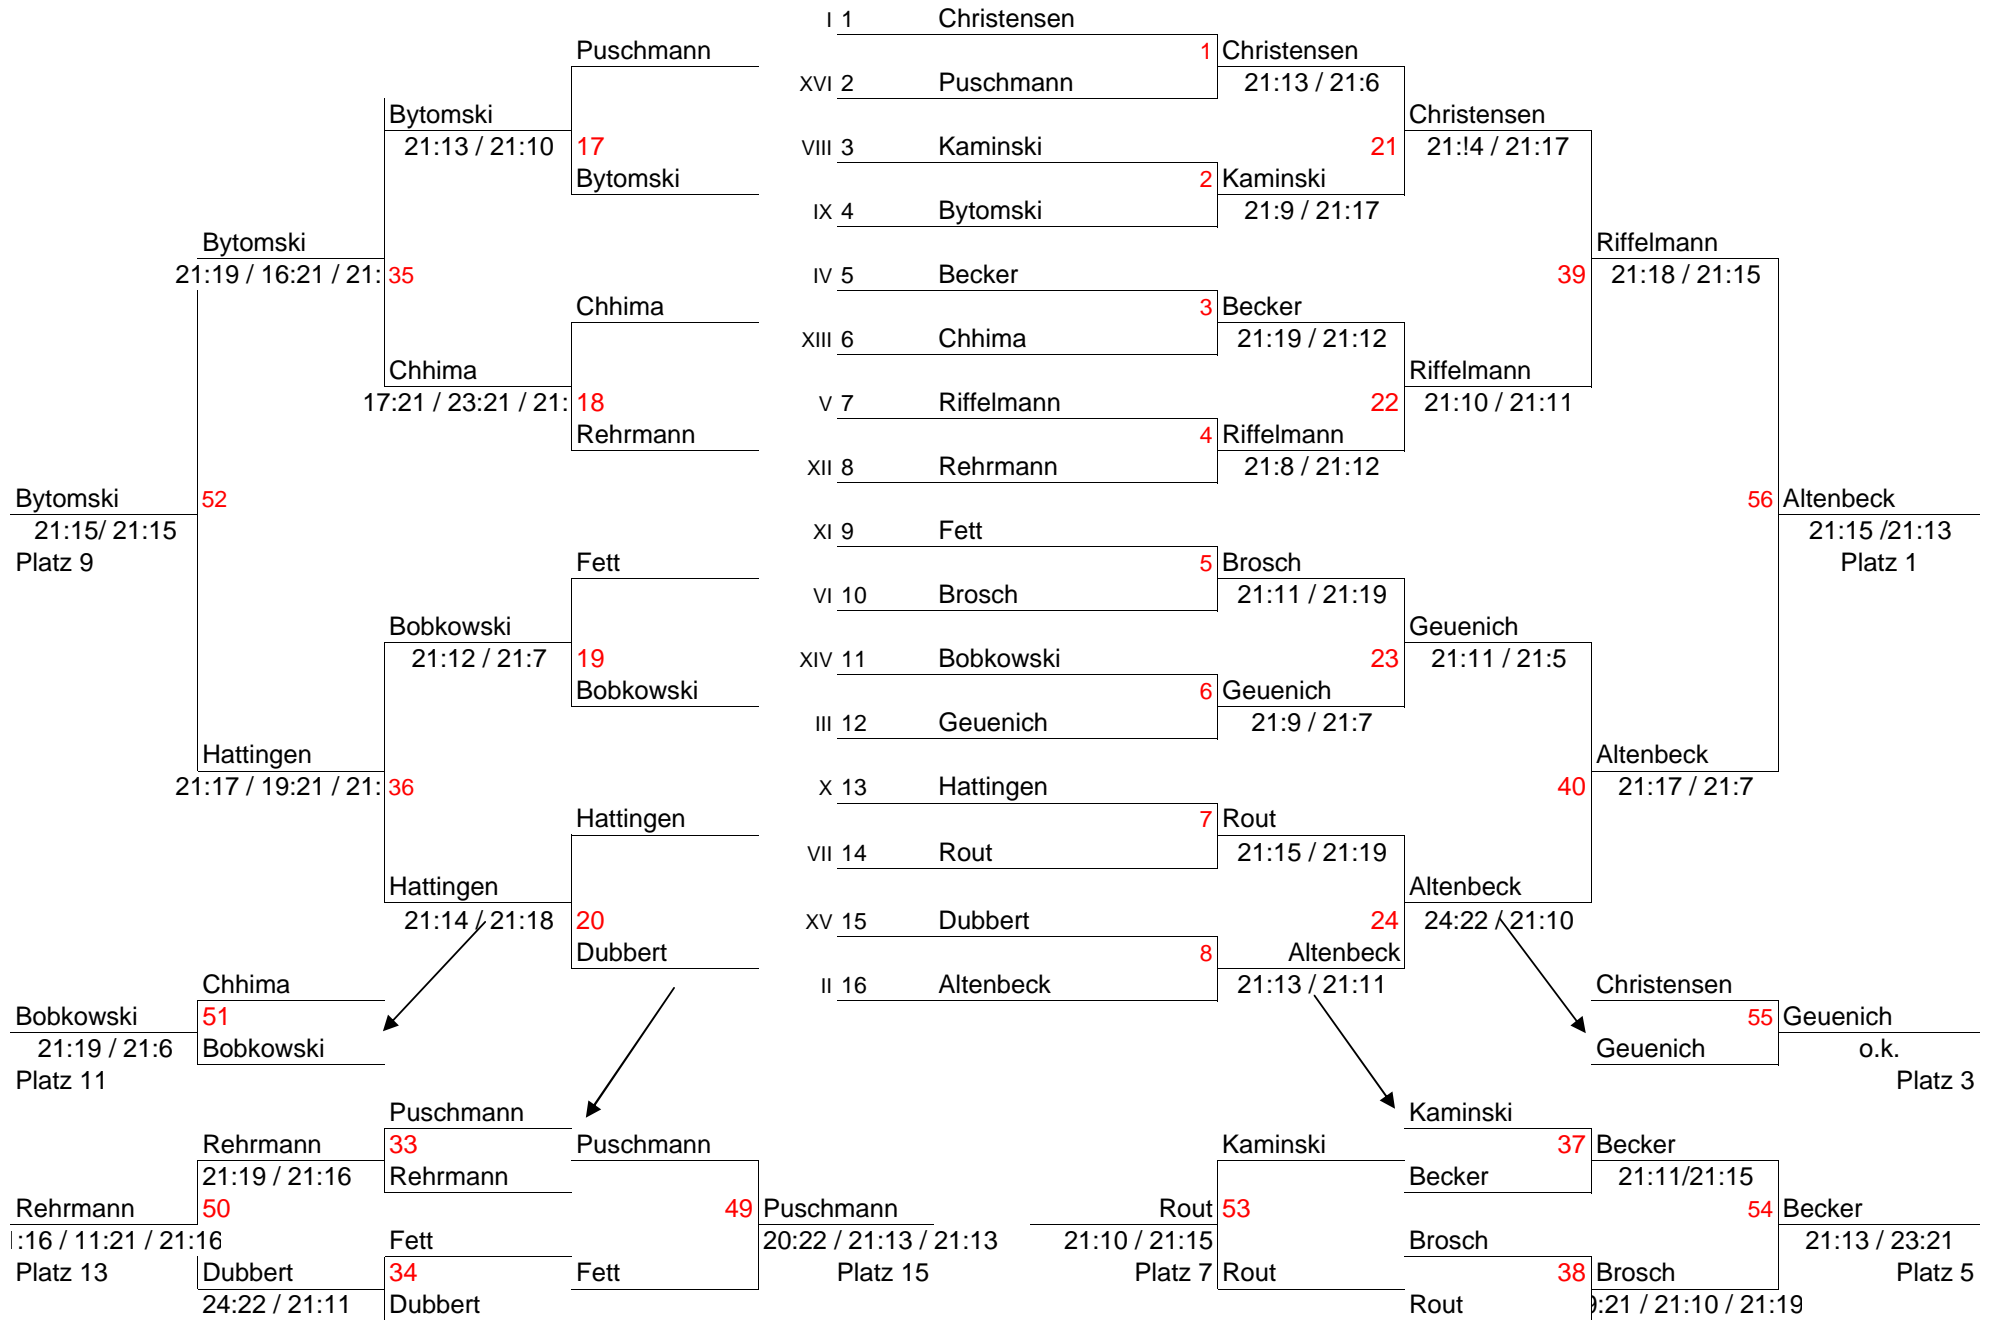 I 1 Christensen
Puschmann 1 Christensen
XVI 2 Puschmann 21:13 / 21:6
Bytomski Christensen
21:13 / 21:10 17 VIII 3 Kaminski 21 21:!4 / 21:17
Bytomski 2 Kaminski
IX 4 Bytomski 21:9 / 21:17
Bytomski Riffelmann
21:19 / 16:21 / 21: 35 IV 5 Becker 39 21:18 / 21:15
Chhima 3 Becker
XIII 6 Chhima 21:19 / 21:12
Chhima Riffelmann
17:21 / 23:21 / 21: 18 V 7 Riffelmann 22 21:10 / 21:11
Rehrmann 4 Riffelmann
XII 8 Rehrmann 21:8 / 21:12
Bytomski 52 56 Altenbeck
21:15/ 21:15 XI 9 Fett 21:15 /21:13
Platz 9 Fett 5 Brosch Platz 1
VI 10 Brosch 21:11 / 21:19
Bobkowski Geuenich
21:12 / 21:7 19 XIV 11 Bobkowski 23 21:11 / 21:5
Bobkowski 6 Geuenich
III 12 Geuenich 21:9 / 21:7
Hattingen Altenbeck
21:17 / 19:21 / 21: 36 X 13 Hattingen 40 21:17 / 21:7
Hattingen 7 Rout
VII 14 Rout 21:15 / 21:19
Hattingen Altenbeck
21:14 / 21:18 20 XV 15 Dubbert 24 24:22 / 21:10
Dubbert 8 Altenbeck
Chhima II 16 Altenbeck 21:13 / 21:11 Christensen
Bobkowski 51 55 Geuenich
21:19 / 21:6 Bobkowski Geuenich o.k.
Platz 11 Platz 3
Puschmann Kaminski
Rehrmann 33 Puschmann Kaminski 37 Becker
21:19 / 21:16 Rehrmann Becker 21:11/21:15
Rehrmann 50 49 Puschmann Rout 53 54 Becker
:16 / 11:21 / 21:16 Fett 20:22 / 21:13 / 21:13 21:10 / 21:15 Brosch 21:13 / 23:21
Platz 13 Dubbert 34 Fett Platz 15 Platz 7 Rout 38 Brosch Platz 5
24:22 / 21:11 Dubbert Rout :21 / 21:10 / 21:19